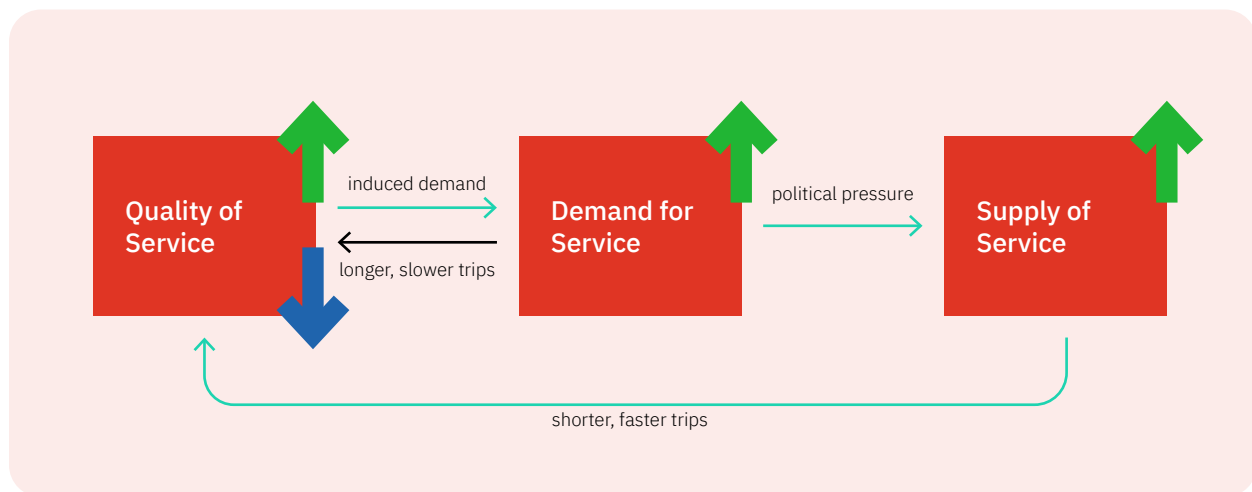 Quality of
Service
induced demand
longer, slower trips
Demand for
Service
political pressure
Supply of
Service
shorter, faster trips